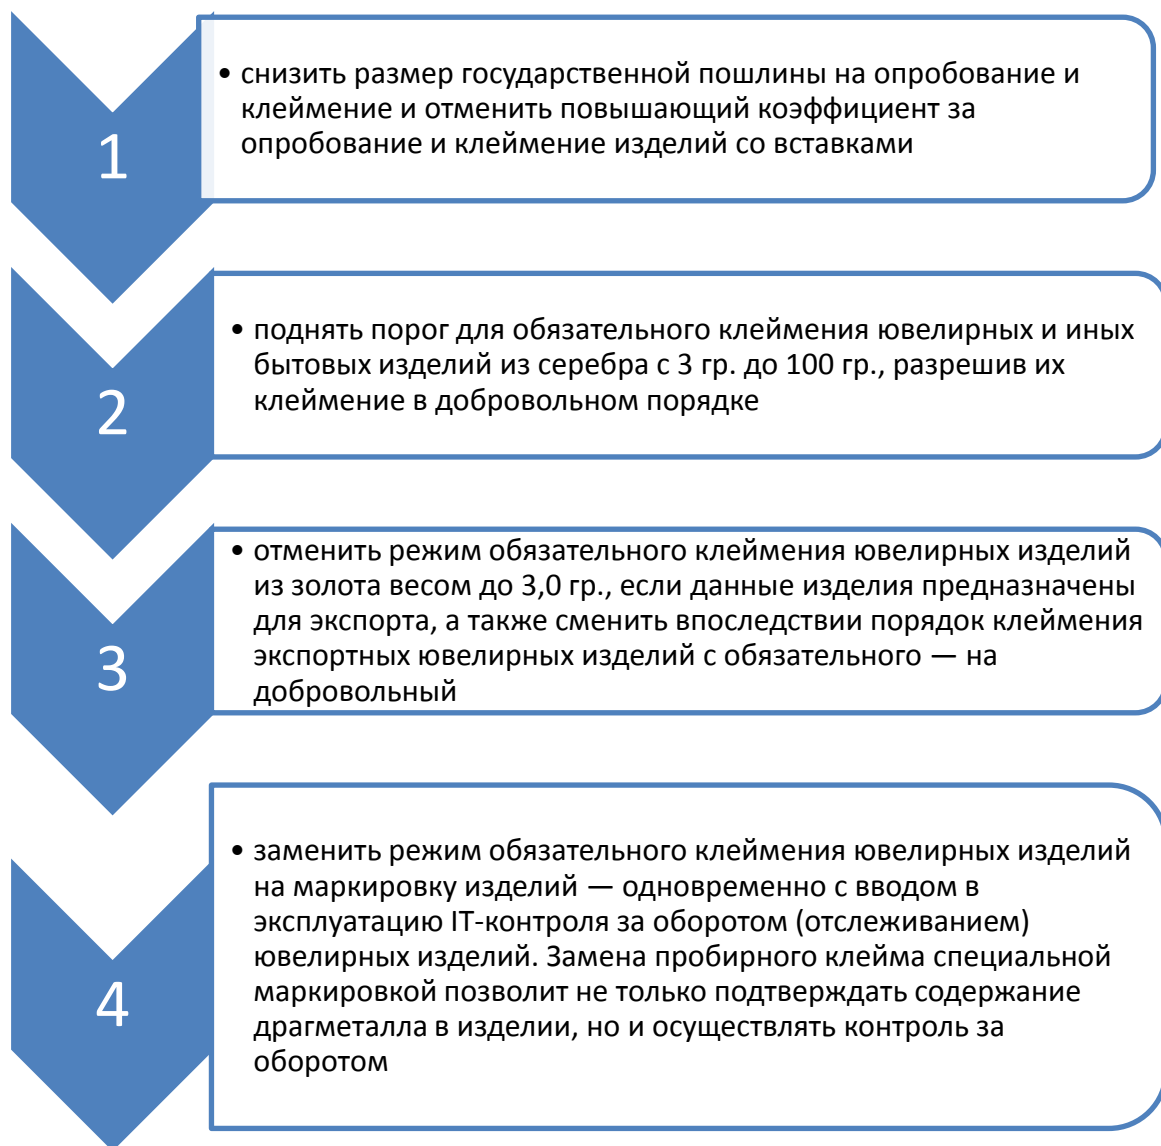 1
• снизить размер государственной пошлины на опробование и
клеймение и отменить повышающий коэффициент за
опробование и клеймение изделий со вставками
2
• поднять порог для обязательного клеймения ювелирных и иных
бытовых изделий из серебра с 3 гр. до 100 гр., разрешив их
клеймение в добровольном порядке
3
• отменить режим обязательного клеймения ювелирных изделий
из золота весом до 3,0 гр., если данные изделия предназначены
для экспорта, а также сменить впоследствии порядок клеймения
экспортных ювелирных изделий с обязательного — на
добровольный
4
• заменить режим обязательного клеймения ювелирных изделий
на маркировку изделий — одновременно с вводом в
эксплуатацию IT-контроля за оборотом (отслеживанием)
ювелирных изделий. Замена пробирного клейма специальной
маркировкой позволит не только подтверждать содержание
драгметалла в изделии, но и осуществлять контроль за
оборотом